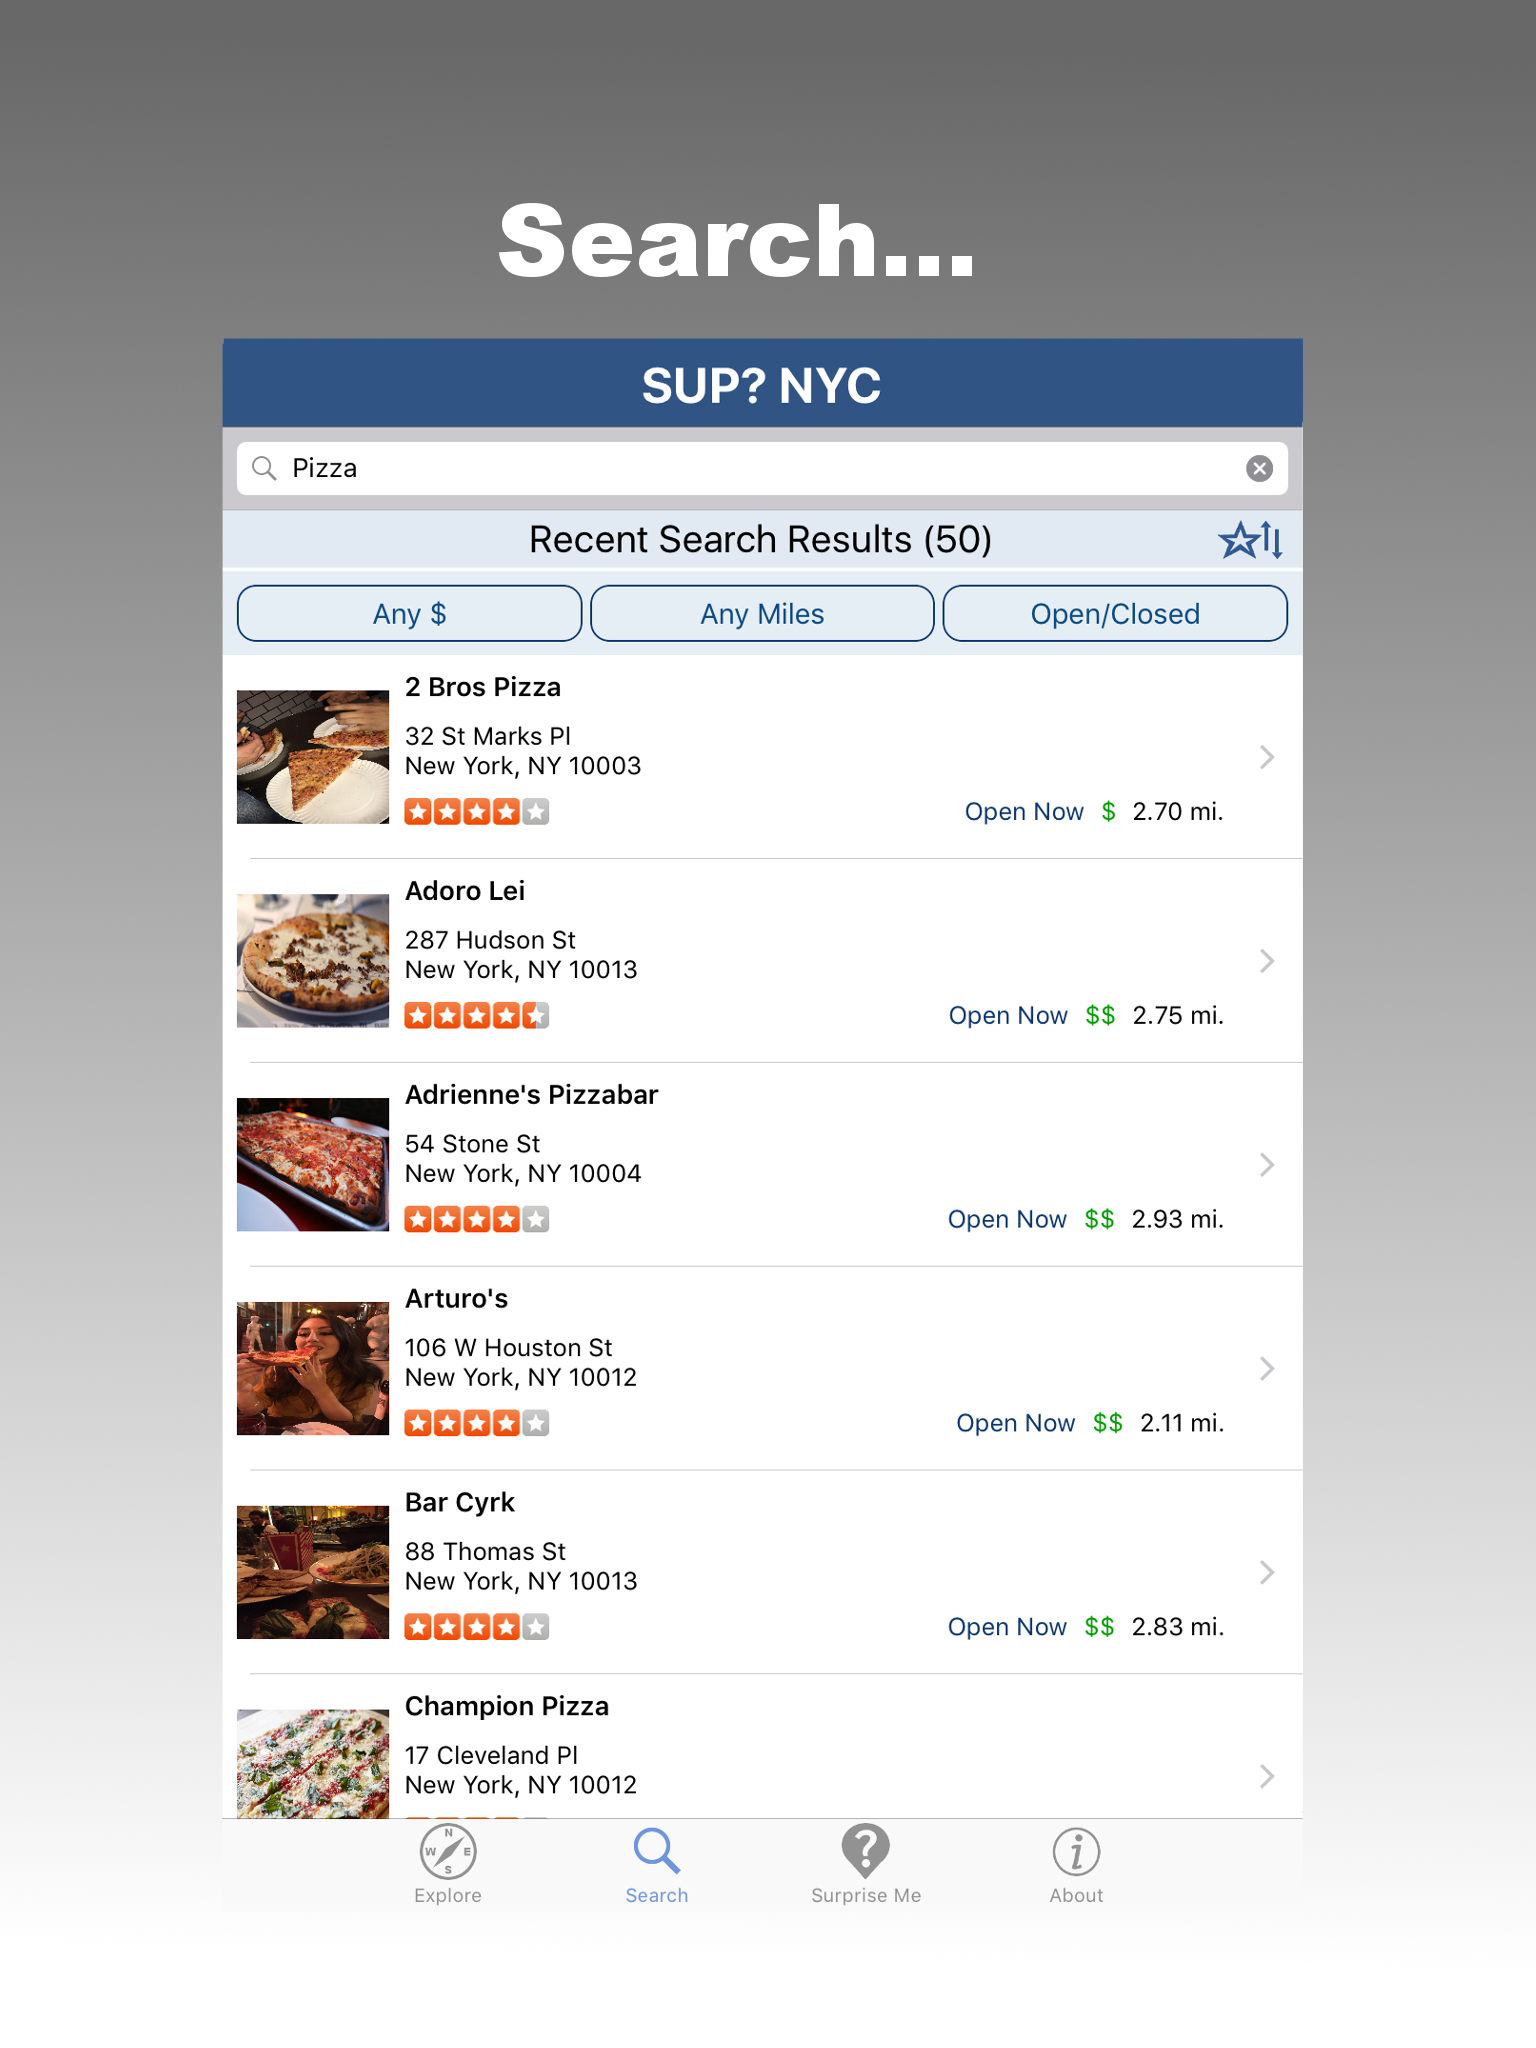 Search...
SUP? NYC
Pizza
Recent Search Results (50)
Any $
Any Miles
Open/Closed
2 Bros Pizza
32 St Marks Pl
New York, NY 10003
Open Now $ 2.70 mi.
Adoro Lei
287 Hudson St
New York, NY 10013
Open Now $$ 2.75 mi.
Adrienne's Pizzabar
54 Stone St
New York, NY 10004
Open Now $$ 2.93 mi.
Arturo's
106 W Houston St
New York, NY 10012
Open Now $$ 2.11 mi.
Bar Cyrk
88 Thomas St
New York, NY 10013
Open Now $$ 2.83 mi.
Champion Pizza
17 Cleveland Pl
New York, NY 10012
N
W E
S
?
i
Explore
Search
Surprise Me
About